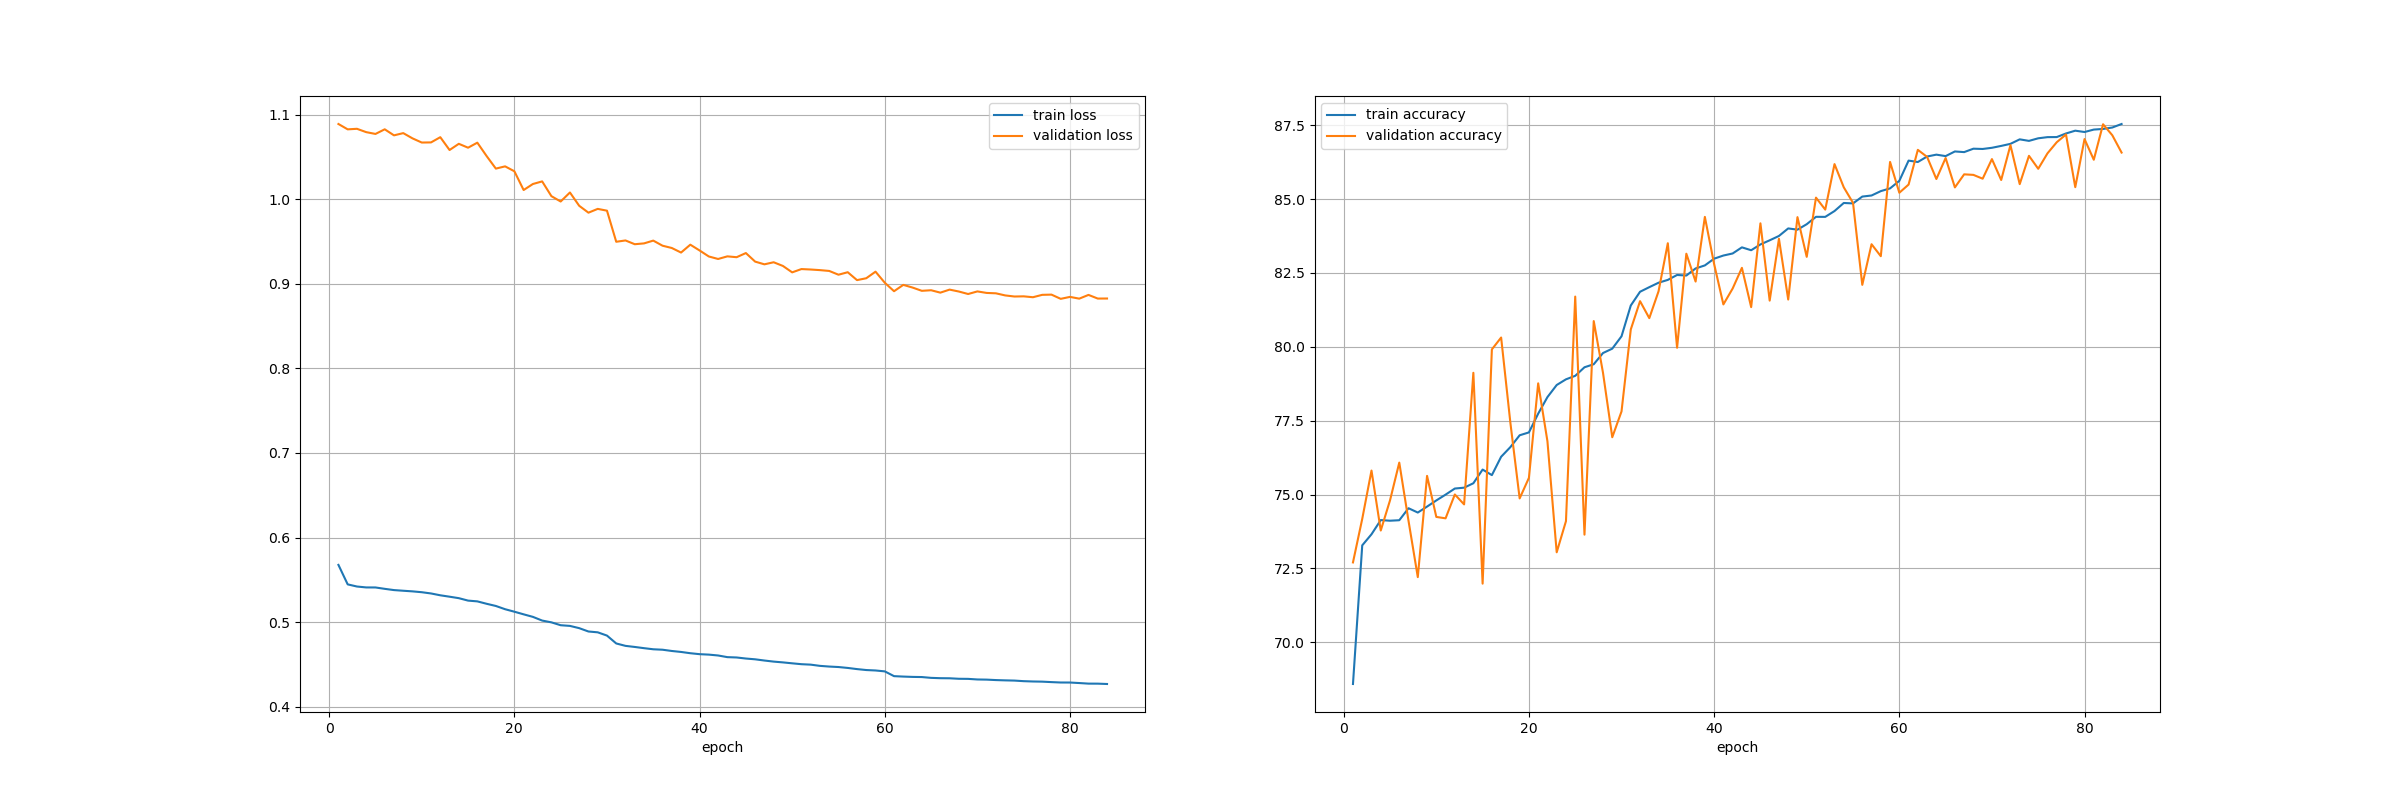 train loss
validation loss
1.1
1.0
0.9
0.8
0.7
0.6
0.5
0.4
0 20 40 60 80
epoch
train accuracy
validation accuracy
87.5
85.0
82.5
80.0
77.5
75.0
72.5
70.0
0 20 40 60 80
epoch